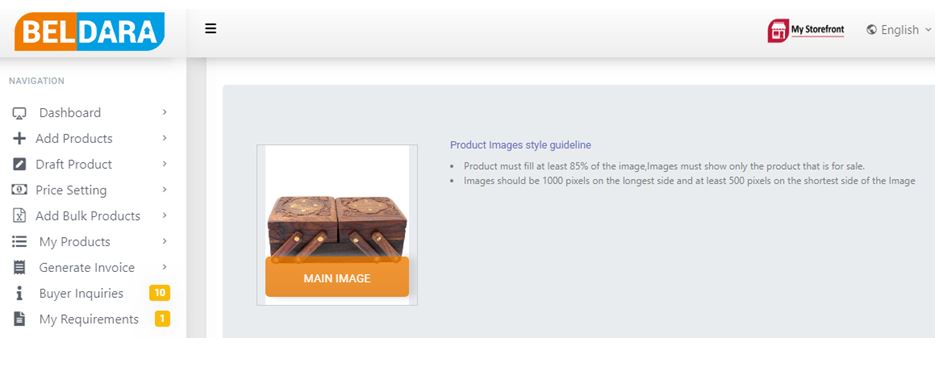 BELDARA
My Storefront
English
NAVIGATION
Dashboard
Add Products
Draft Product
Price Setting
Add Bulk Products
My Products
Generate Invoice
Buyer Inquiries 10
My Requirements 1
MAIN IMAGE
Product Images style guideline
Product must fill at least 85% of the image,Images must show only the product that is for sale.
Images should be 1000 pixels on the longest side and at least 500 pixels on the shortest side of the Image